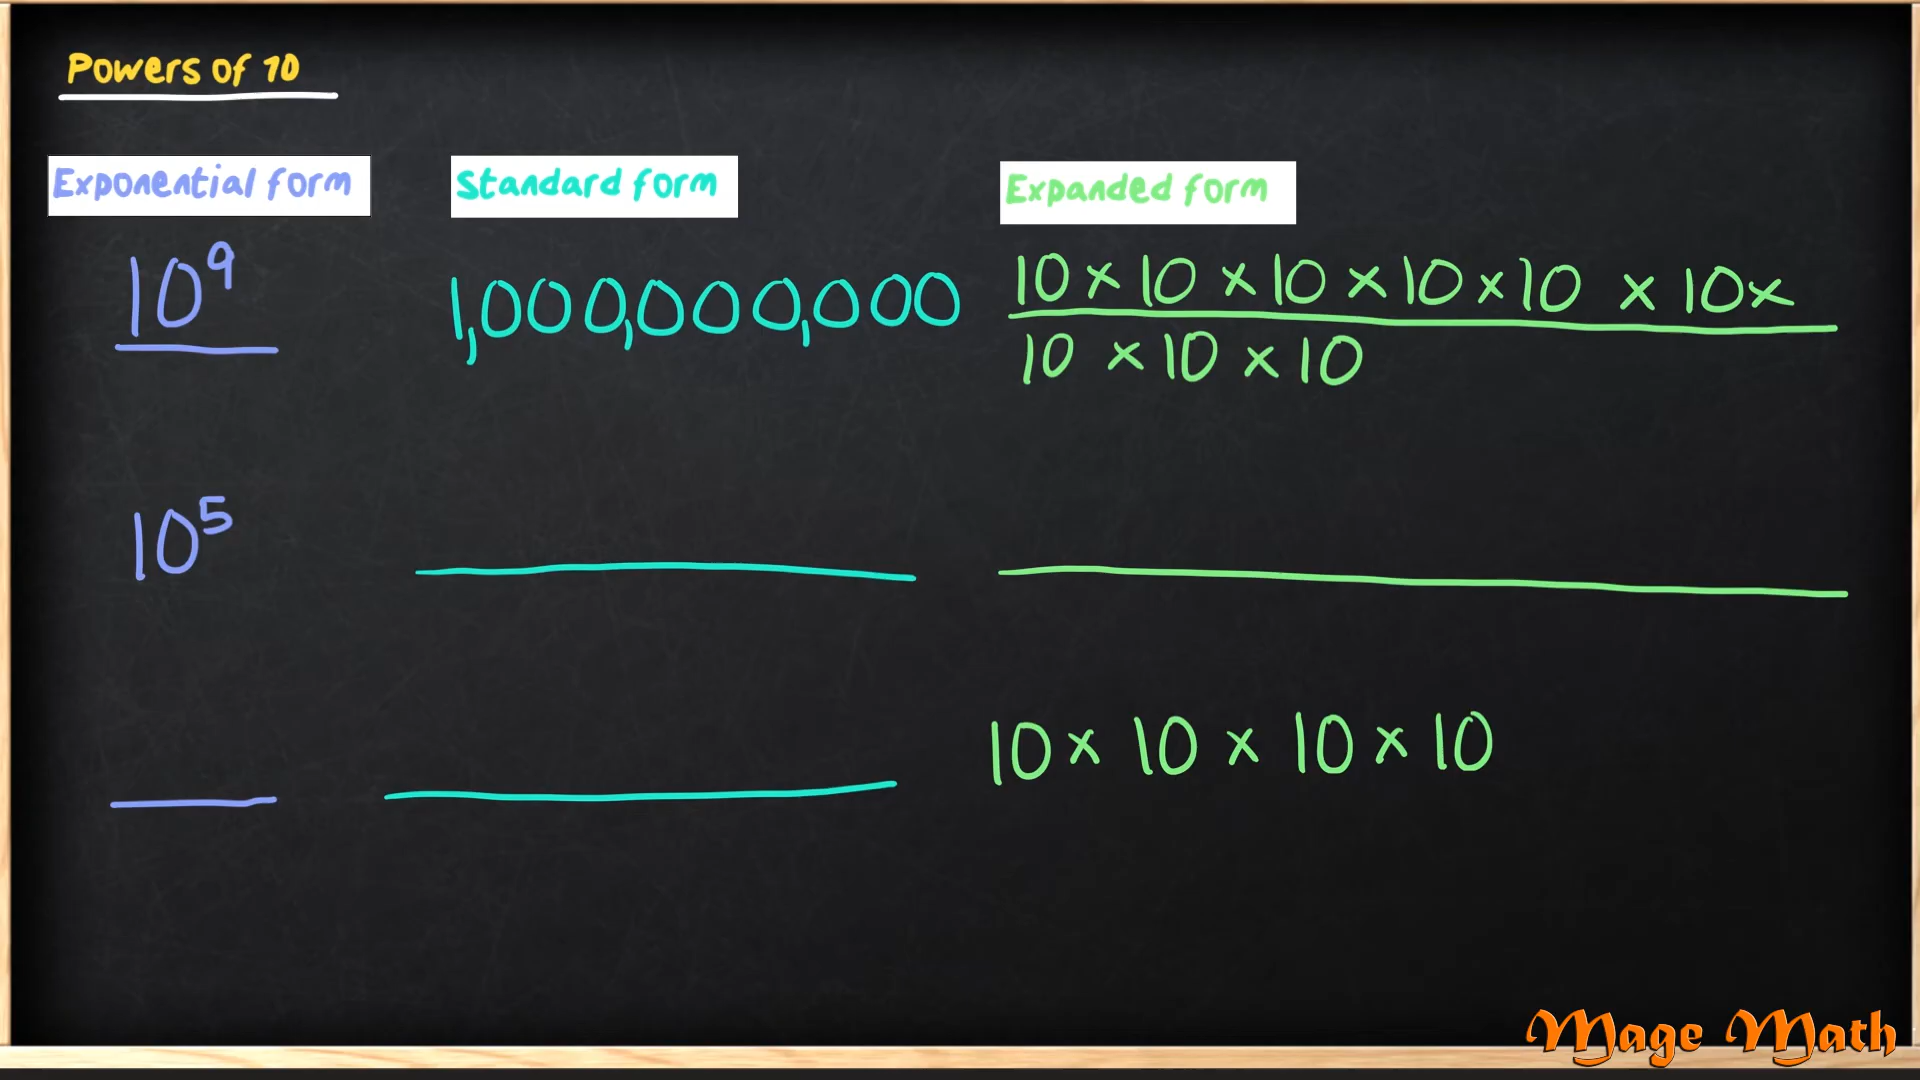 Powers of 10
Exponential form
Standard form
Expanded form
10⁹
1,000,000,000
10 × 10 × 10 × 10 × 10 × 10 ×
10 × 10 × 10
10⁵
10 × 10 × 10 × 10
Mage Math